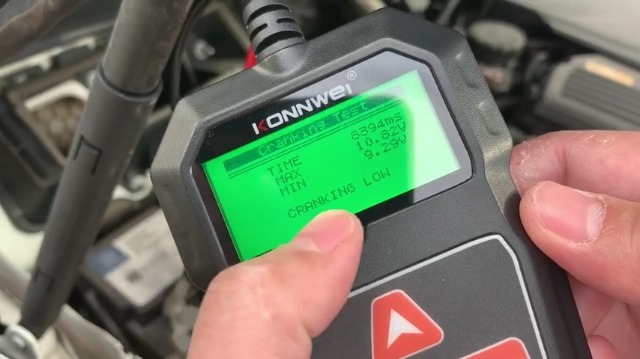 KONNWEI®
Cranking Test
TIME 8394ms
MAX 10.82V
MIN 9.29V
CRANKING LOW